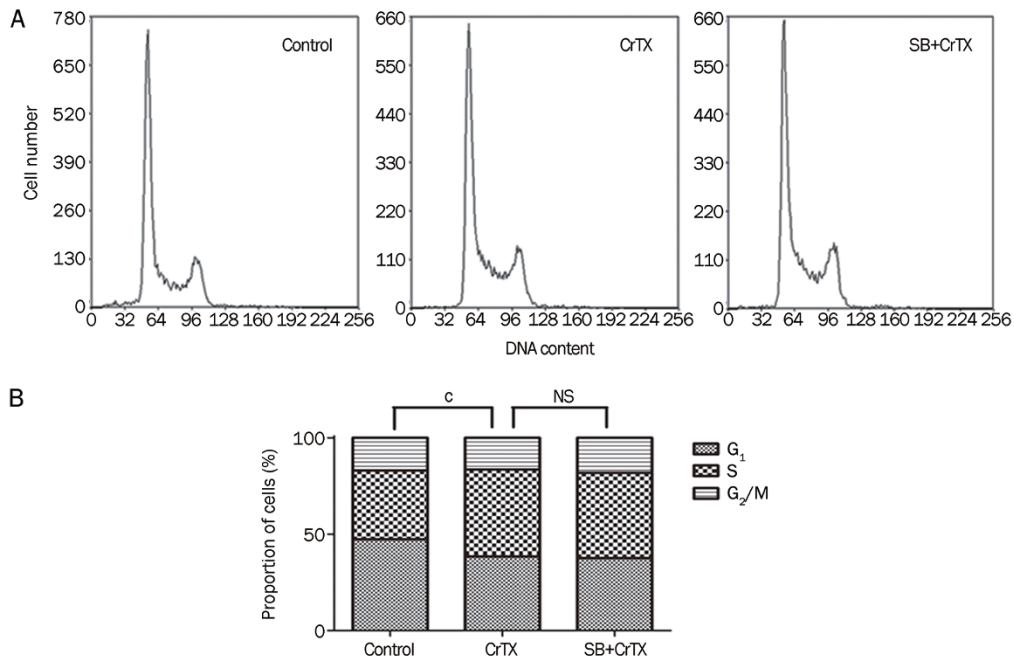 A
780
650
520
390
260
130
0
Cell number
Control
0 32 64 96 128 160 192 224 256
660
550
440
330
220
110
0
CrTX
0 32 64 96 128 160 192 224 256
660
550
440
330
220
110
0
SB+CrTX
0 32 64 96 128 160 192 224 256
DNA content
B
c
NS
Proportion of cells (%)
100
50
0
Control
CrTX
SB+CrTX
G1
S
G2/M